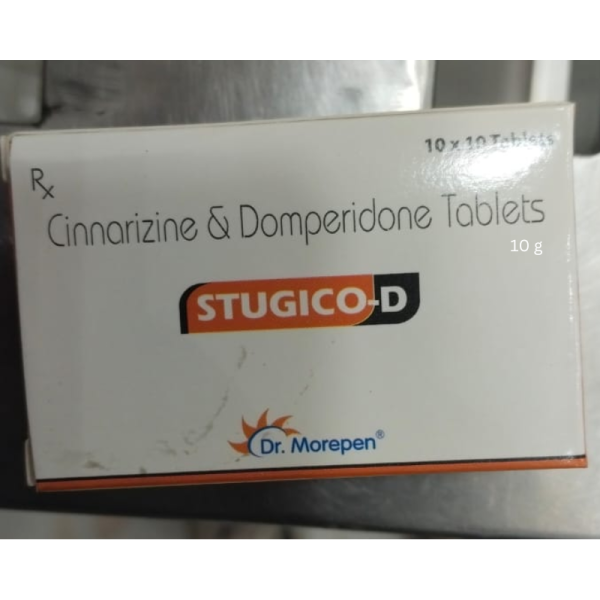 10 x 10 Tablets
Rx
Cinnarizine & Domperidone Tablets
10 g
STUGICO-D
Dr. Morepen®